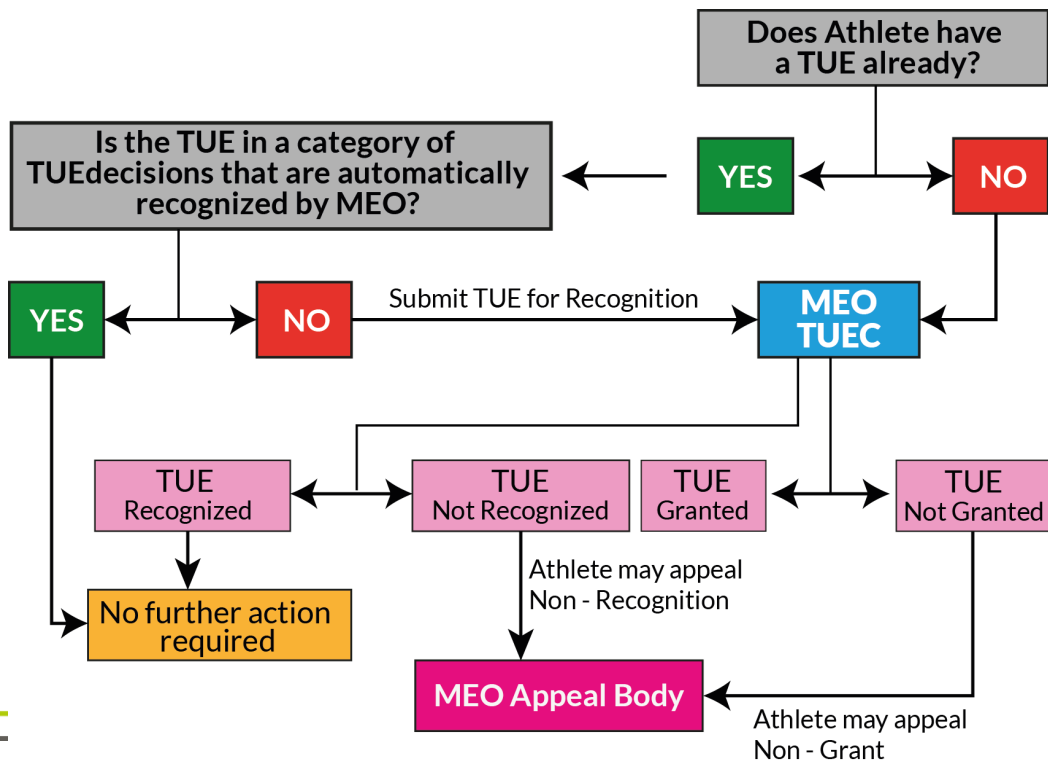 Does Athlete have
a TUE already?
Is the TUE in a category of
TUEdecisions that are automatically
recognized by MEO?
YES
NO
YES
NO
Submit TUE for Recognition
MEO
TUEC
TUE
Recognized
TUE
Not Recognized
TUE
Granted
TUE
Not Granted
Athlete may appeal
Non - Recognition
No further action
required
MEO Appeal Body
Athlete may appeal
Non - Grant